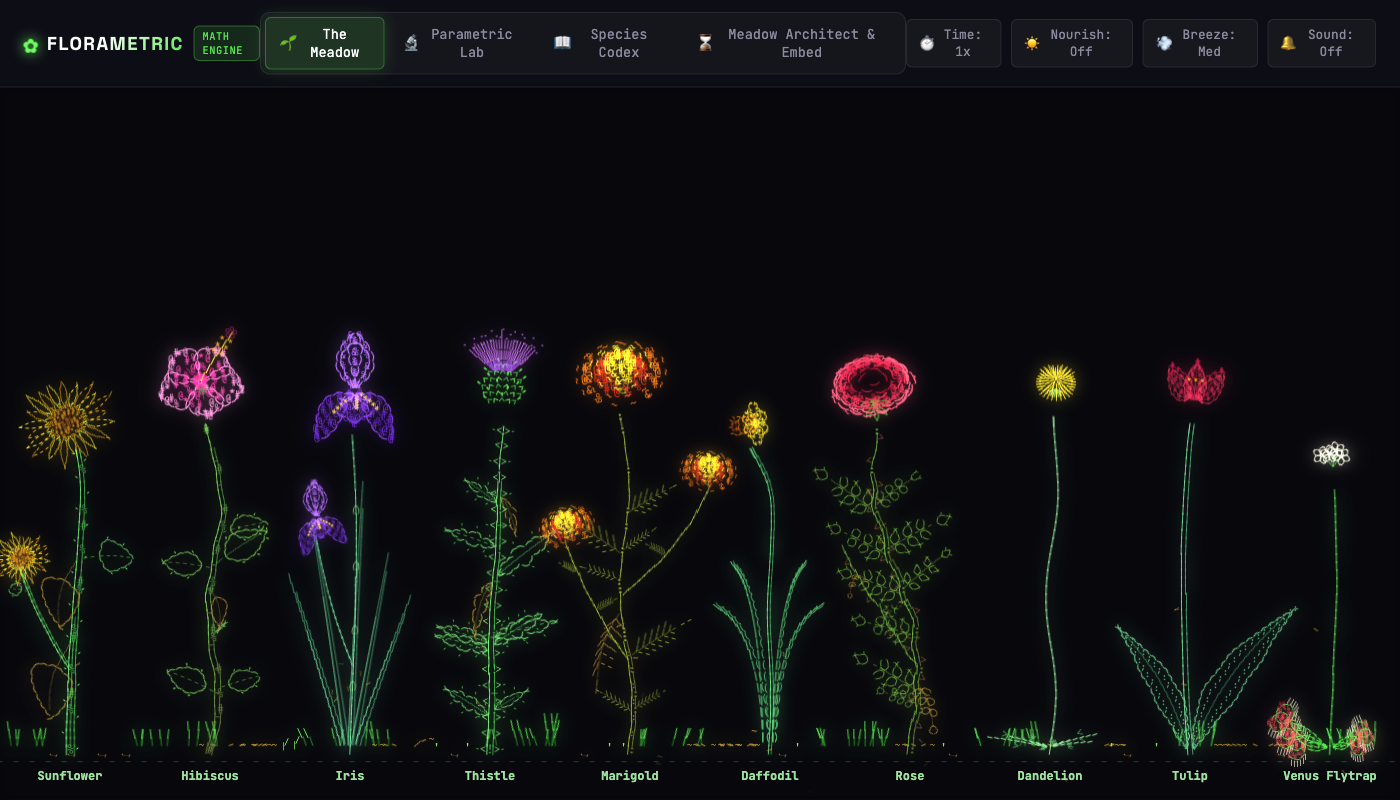 FLORAMETRIC
MATH
ENGINE
The
Meadow
Parametric
Lab
Species
Codex
Meadow Architect &
Embed
Time:
1x
Nourish:
Off
Breeze:
Med
Sound:
Off
Sunflower
Hibiscus
Iris
Thistle
Marigold
Daffodil
Rose
Dandelion
Tulip
Venus Flytrap